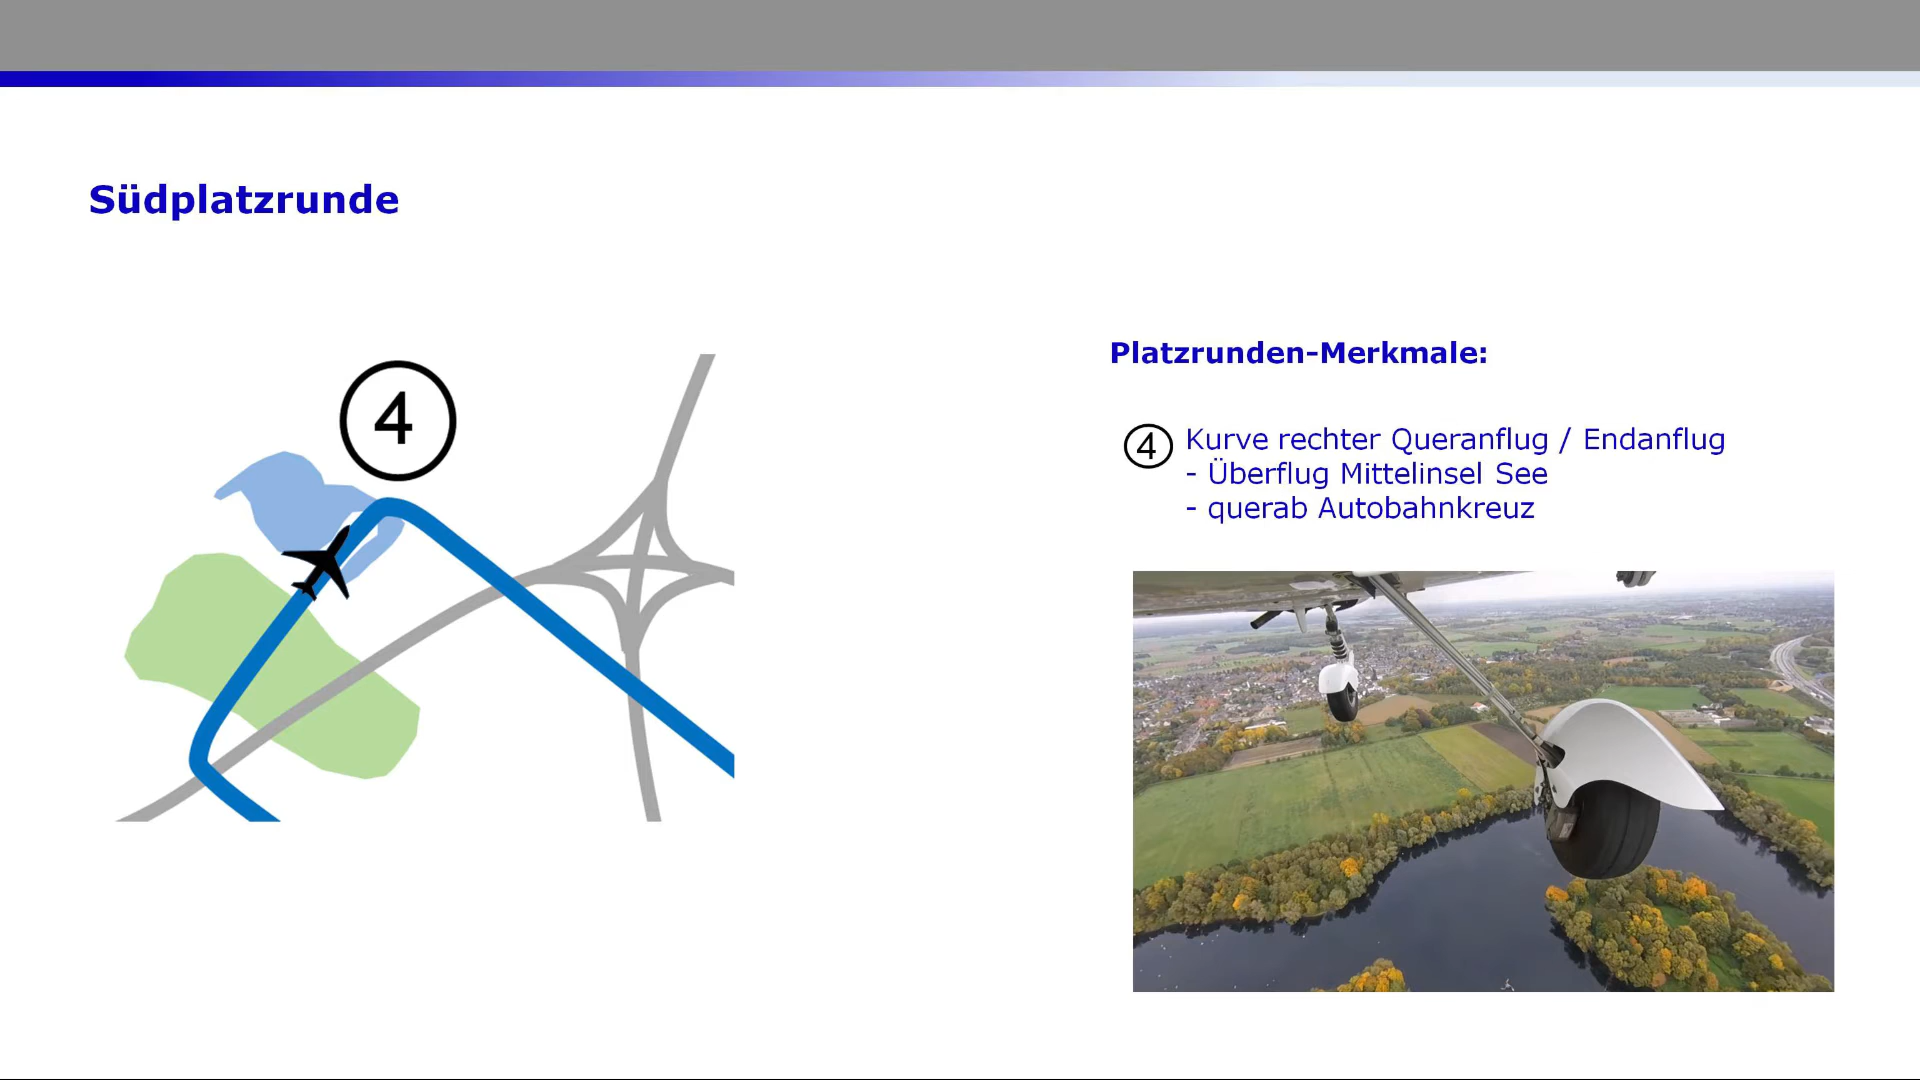 Südplatzrunde
4
Platzrunden-Merkmale:
4 Kurve rechter Queranflug / Endanflug
- Überflug Mittelinsel See
- querab Autobahnkreuz